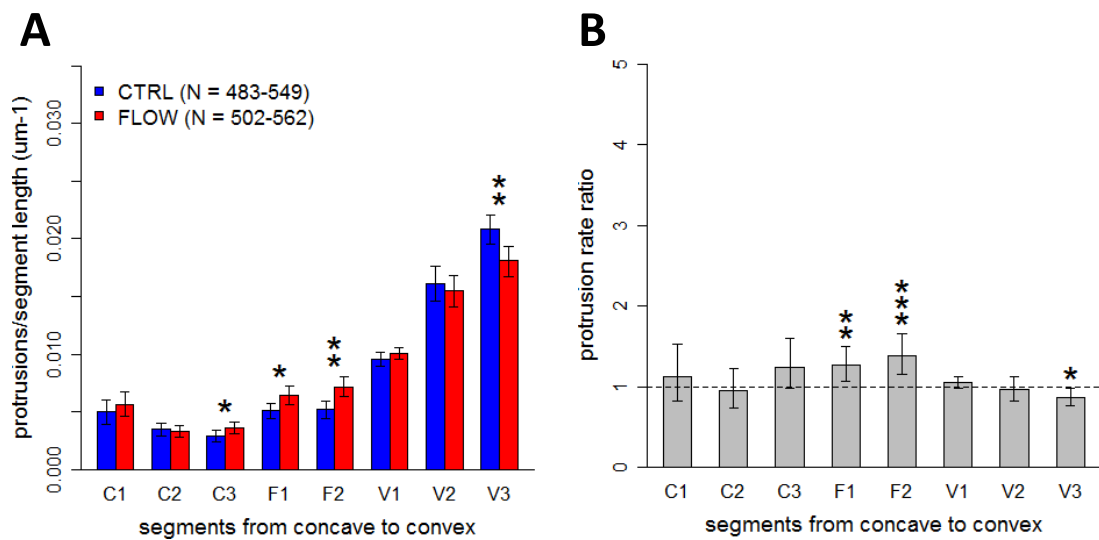 A
CTRL (N = 483-549)
FLOW (N = 502-562)
protrusions/segment length (um-1)
0.030
0.020
0.010
0.000
*
*
**
**
C1 C2 C3 F1 F2 V1 V2 V3
segments from concave to convex
B
protrusion rate ratio
5
4
3
2
1
0
**
***
*
C1 C2 C3 F1 F2 V1 V2 V3
segments from concave to convex